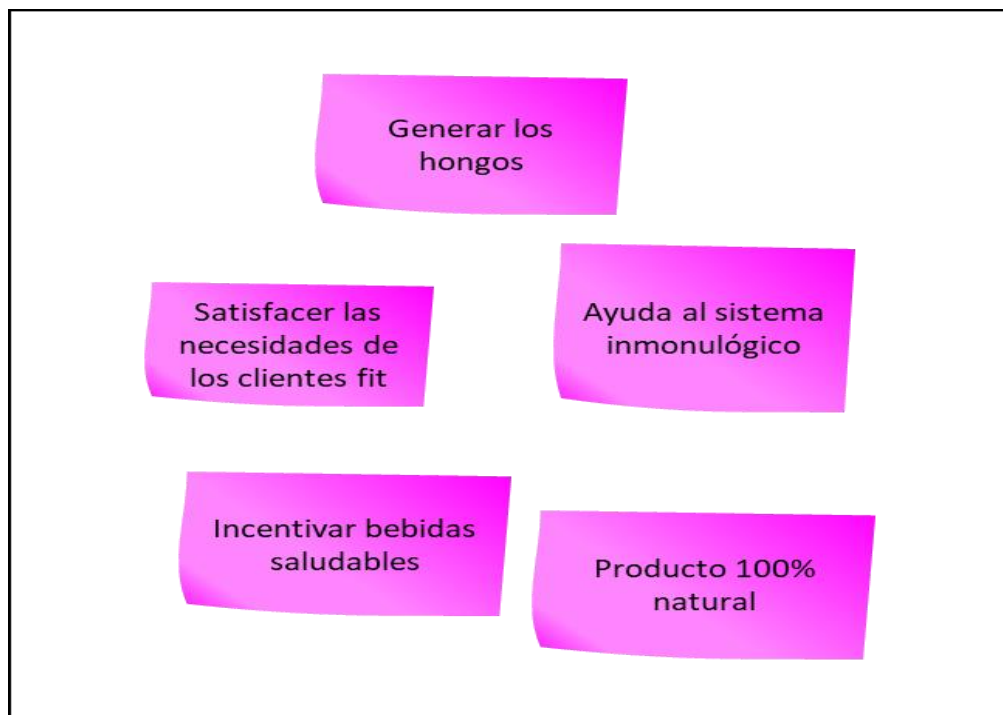 Generar los
hongos
Satisfacer las
necesidades de
los clientes fit
Ayuda al sistema
inmonulógico
Incentivar bebidas
saludables
Producto 100%
natural